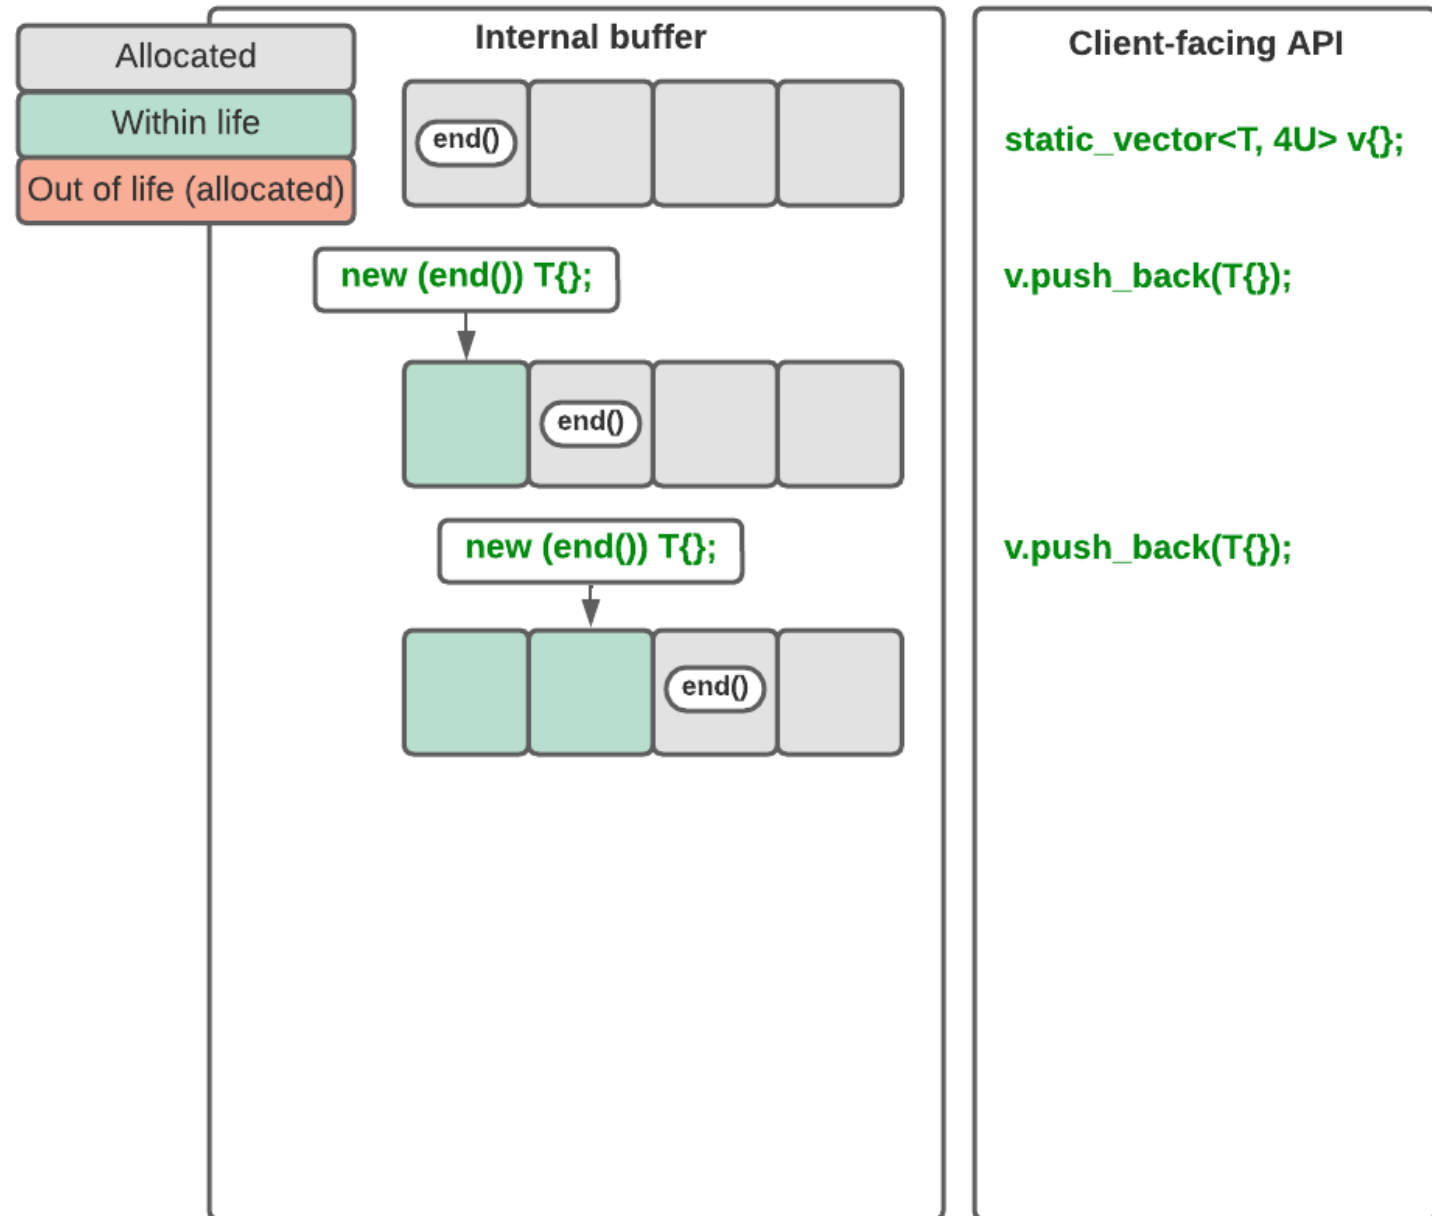 Allocated
Within life
Out of life (allocated)
Internal buffer
end()
new (end()) T{};
end()
new (end()) T{};
end()
Client-facing API
static_vector<T, 4U> v{};
v.push_back(T{});
v.push_back(T{});